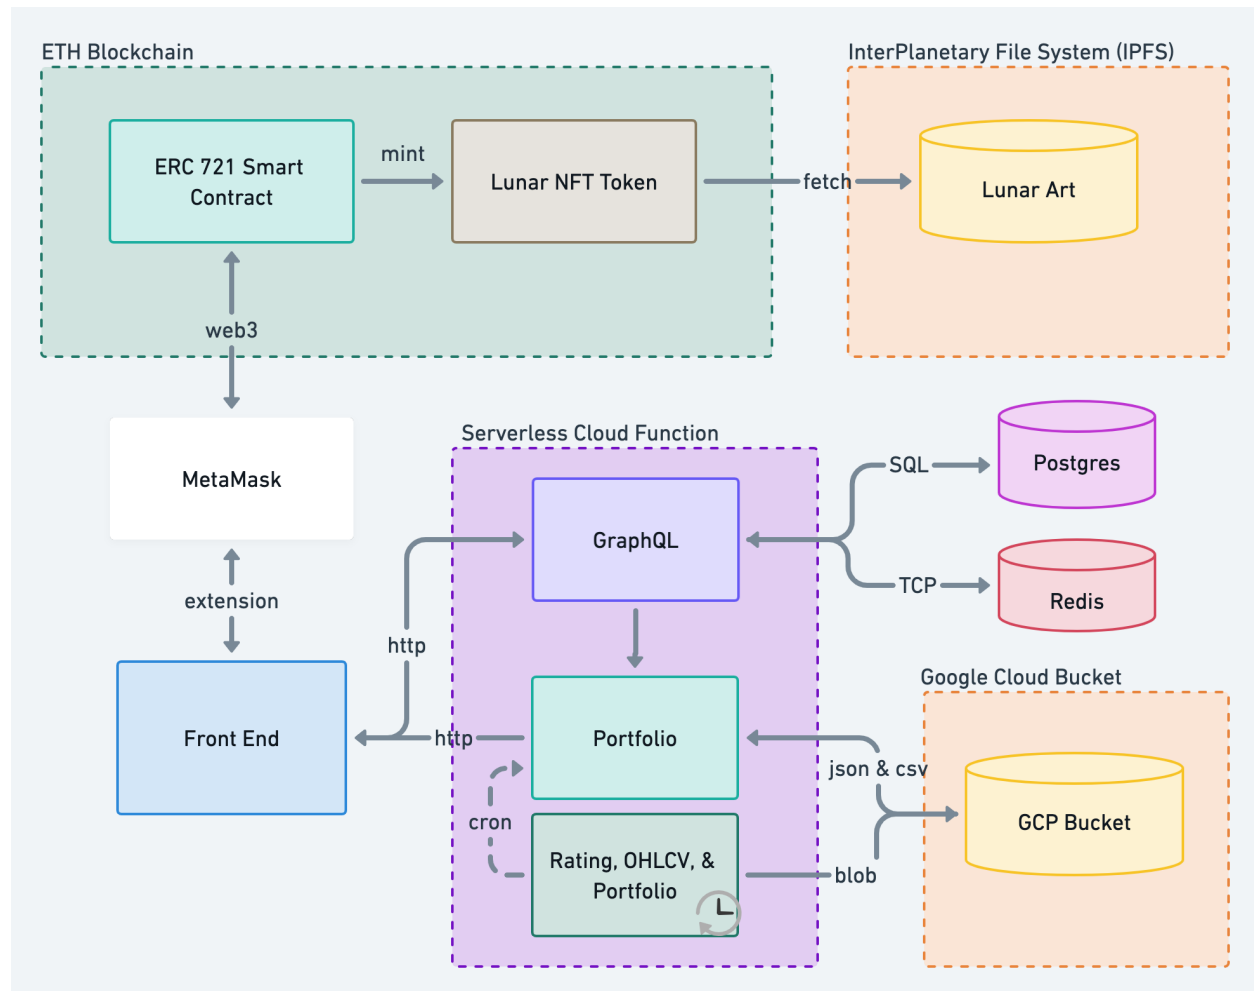 ETH Blockchain
InterPlanetary File System (IPFS)
ERC 721 Smart
Contract
mint
Lunar NFT Token
fetch
Lunar Art
web3
MetaMask
Serverless Cloud Function
GraphQL
SQL
Postgres
TCP
Redis
extension
http
Front End
http
Portfolio
Google Cloud Bucket
json & csv
cron
GCP Bucket
Rating, OHLCV, &
Portfolio
blob